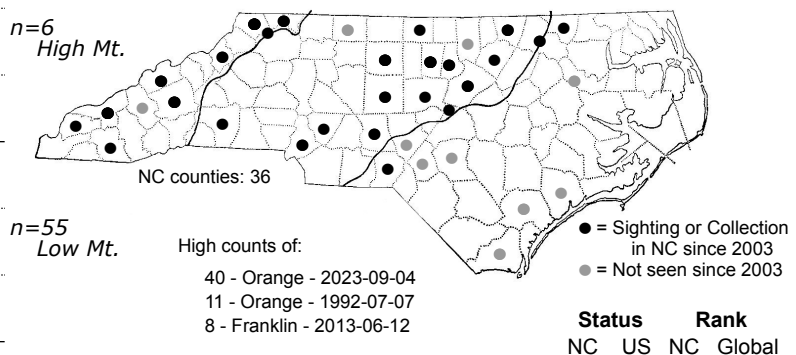 n=6
High Mt.
NC counties: 36
n=55
Low Mt.
High counts of:
40 - Orange - 2023-09-04
11 - Orange - 1992-07-07
8 - Franklin - 2013-06-12
= Sighting or Collection
in NC since 2003
= Not seen since 2003
Status Rank
NC US NC Global